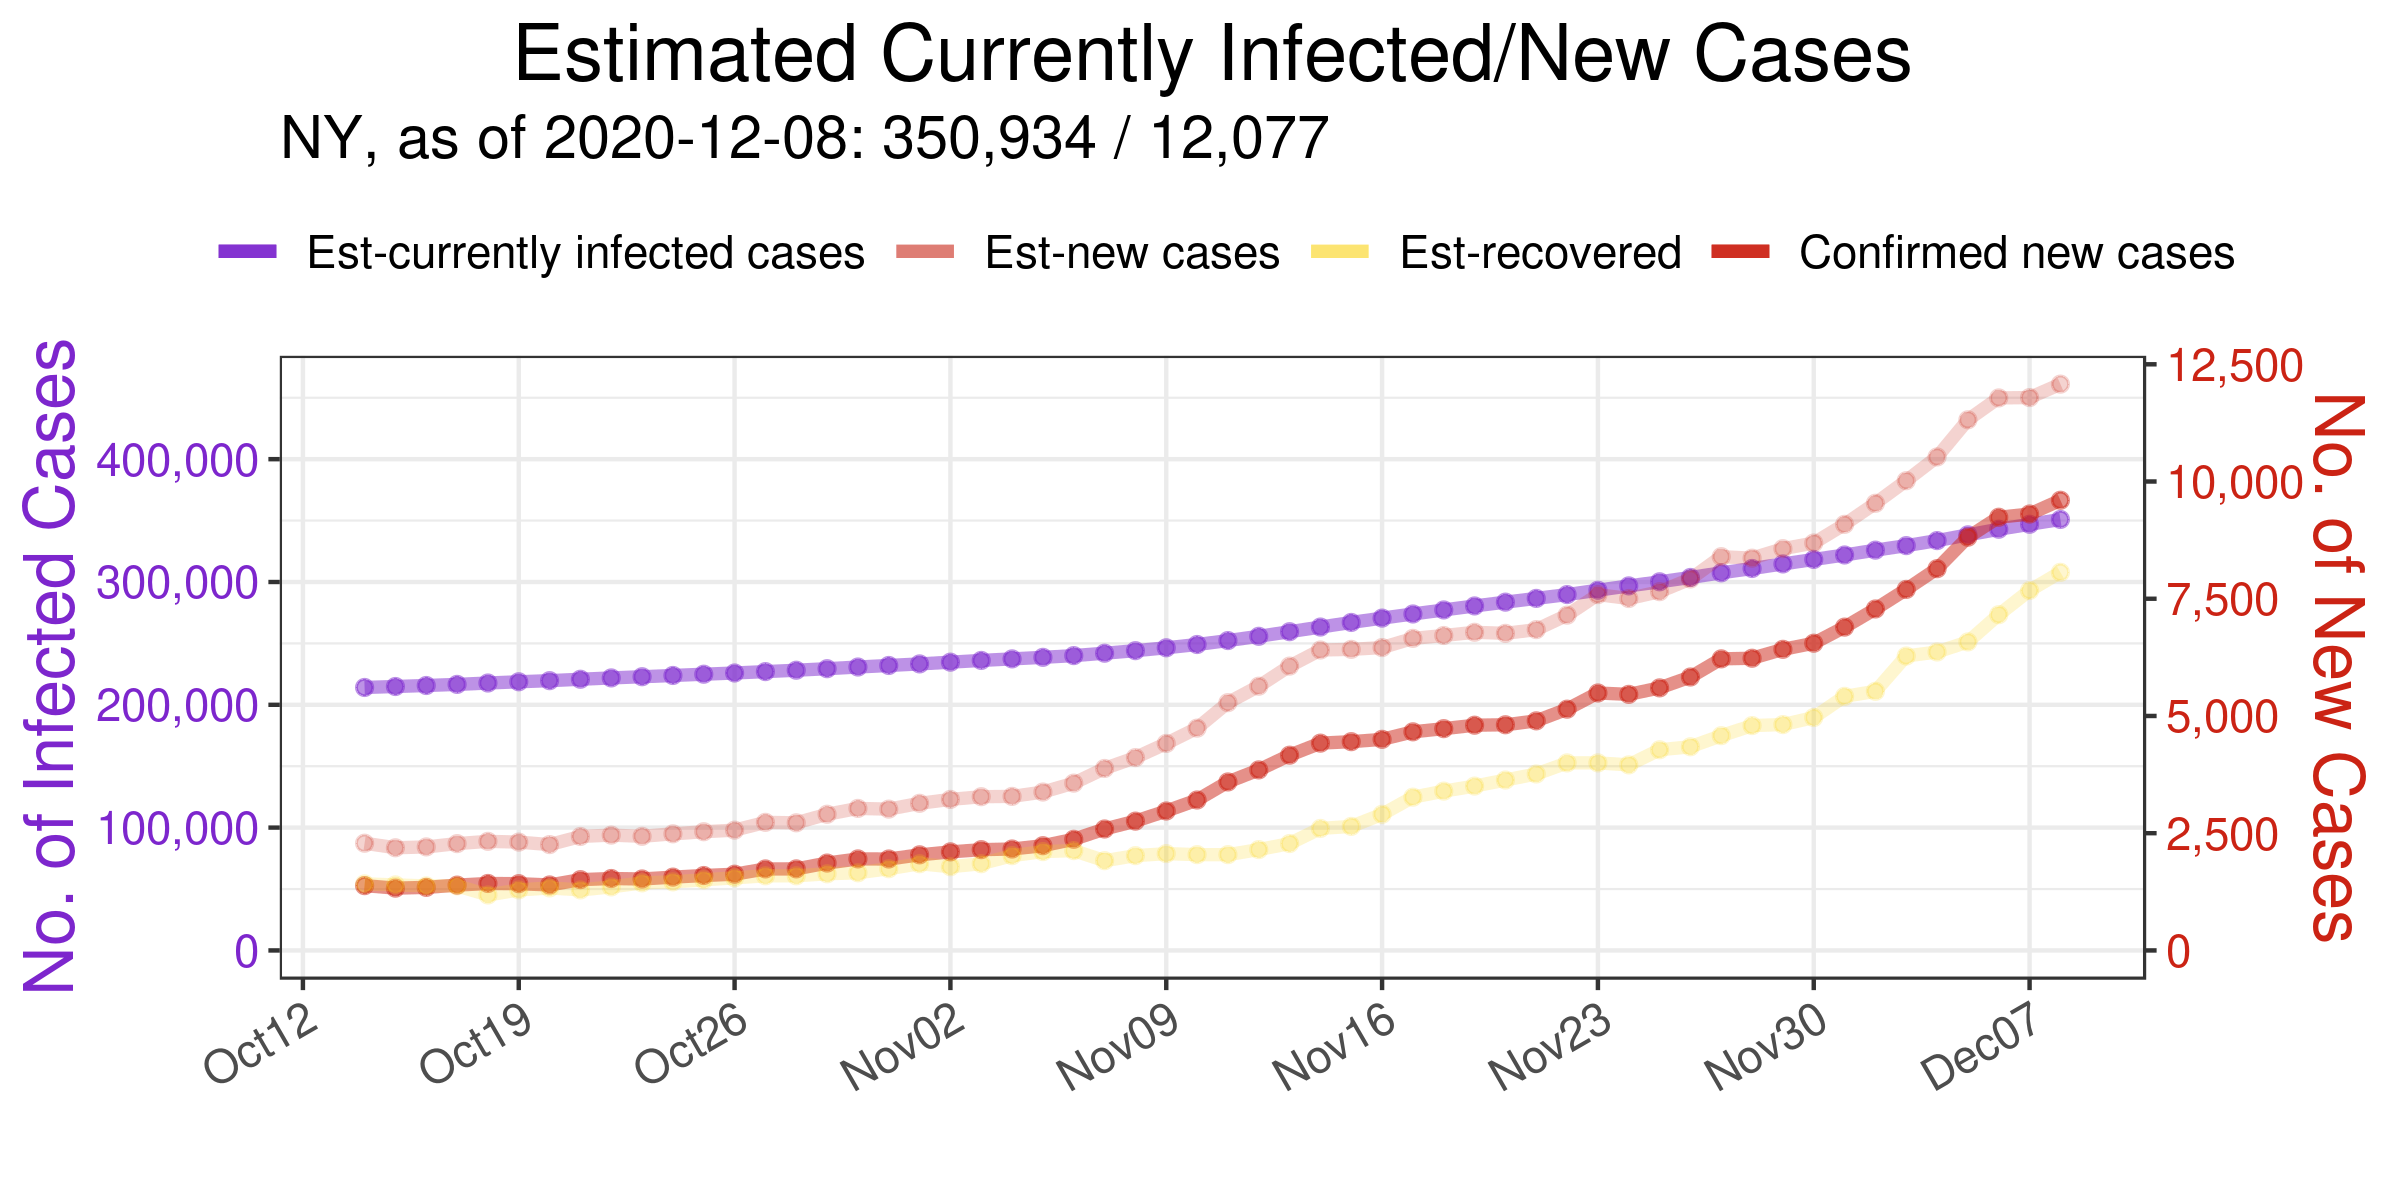 Estimated Currently Infected/New Cases
NY, as of 2020-12-08: 350,934 / 12,077
Est-currently infected cases Est-new cases Est-recovered Confirmed new cases
No. of Infected Cases
400,000
300,000
200,000
100,000
0
12,500
10,000
7,500
5,000
2,500
0
No. of New Cases
Oct12 Oct19 Oct26 Nov02 Nov09 Nov16 Nov23 Nov30 Dec07